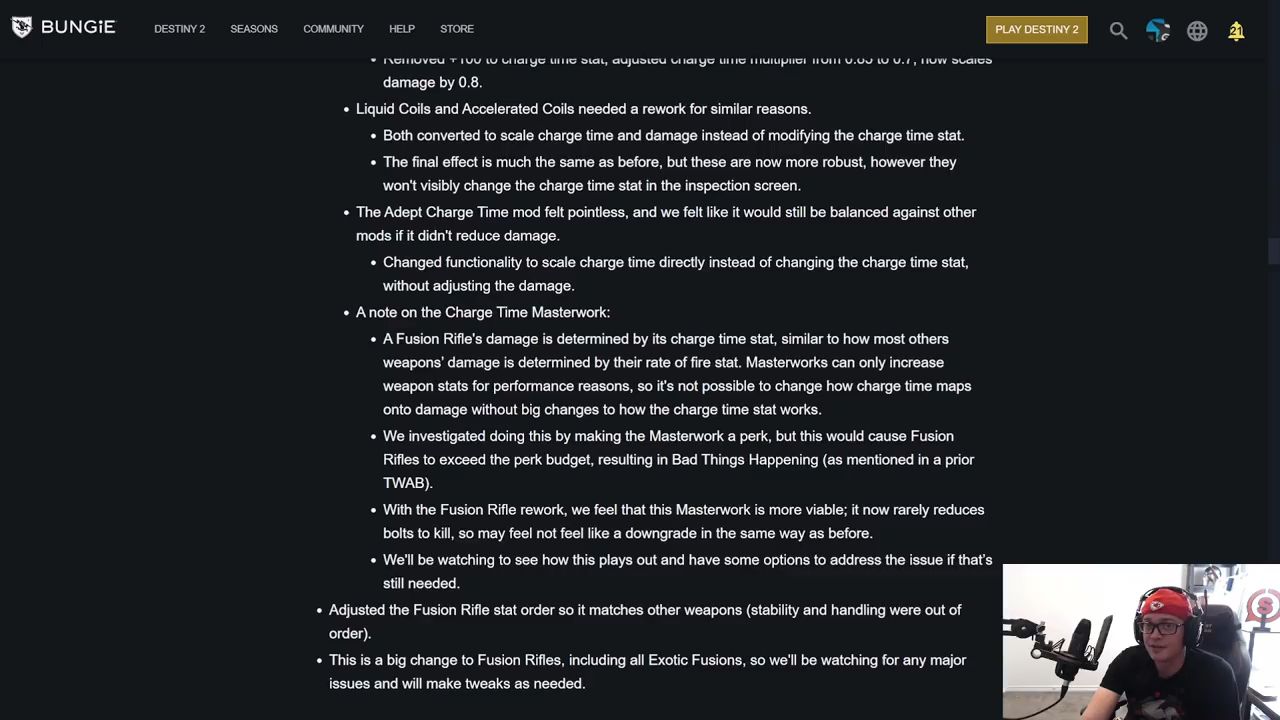 BUNGiE
DESTINY 2
SEASONS
COMMUNITY
HELP
STORE
PLAY DESTINY 2
21
Removed +100 to charge time stat, adjusted charge time multiplier from 0.85 to 0.7, now scales
damage by 0.8.
• Liquid Coils and Accelerated Coils needed a rework for similar reasons.
• Both converted to scale charge time and damage instead of modifying the charge time stat.
• The final effect is much the same as before, but these are now more robust, however they
won't visibly change the charge time stat in the inspection screen.
• The Adept Charge Time mod felt pointless, and we felt like it would still be balanced against other
mods if it didn't reduce damage.
• Changed functionality to scale charge time directly instead of changing the charge time stat,
without adjusting the damage.
• A note on the Charge Time Masterwork:
• A Fusion Rifle's damage is determined by its charge time stat, similar to how most others
weapons' damage is determined by their rate of fire stat. Masterworks can only increase
weapon stats for performance reasons, so it's not possible to change how charge time maps
onto damage without big changes to how the charge time stat works.
• We investigated doing this by making the Masterwork a perk, but this would cause Fusion
Rifles to exceed the perk budget, resulting in Bad Things Happening (as mentioned in a prior
TWAB).
• With the Fusion Rifle rework, we feel that this Masterwork is more viable; it now rarely reduces
bolts to kill, so may feel not feel like a downgrade in the same way as before.
• We'll be watching to see how this plays out and have some options to address the issue if that's
still needed.
• Adjusted the Fusion Rifle stat order so it matches other weapons (stability and handling were out of
order).
• This is a big change to Fusion Rifles, including all Exotic Fusions, so we'll be watching for any major
issues and will make tweaks as needed.